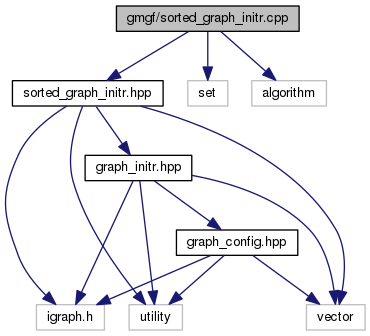 gmgf/sorted_graph_initr.cpp
sorted_graph_initr.hpp
set
algorithm
graph_initr.hpp
graph_config.hpp
igraph.h
utility
vector